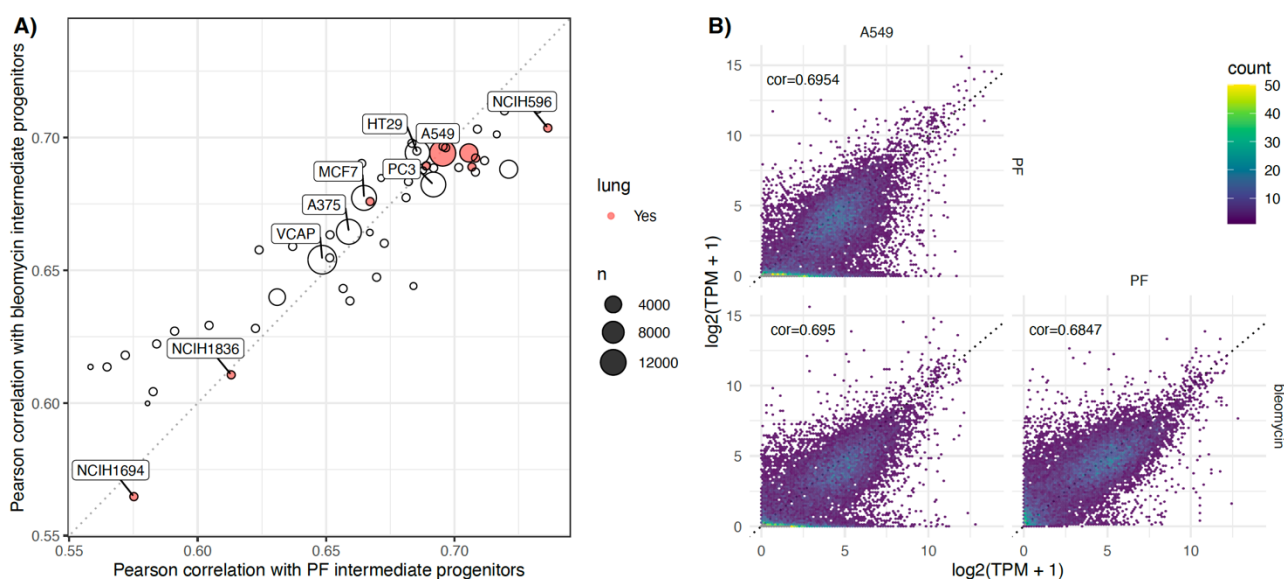 A)
Pearson correlation with bleomycin intermediate progenitors
0.70
0.65
0.60
0.55
NCIH596
HT29
A549
MCF7
PC3
A375
VCAP
NCIH1836
NCIH1694
0.55
0.60
0.65
0.70
Pearson correlation with PF intermediate progenitors
lung
Yes
n
4000
8000
12000
B)
A549
15
10
5
0
cor=0.6954
PF
count
50
40
30
20
10
log2(TPM + 1)
PF
15
10
5
0
cor=0.695
cor=0.6847
bleomycin
0
5
10
0
5
10
log2(TPM + 1)